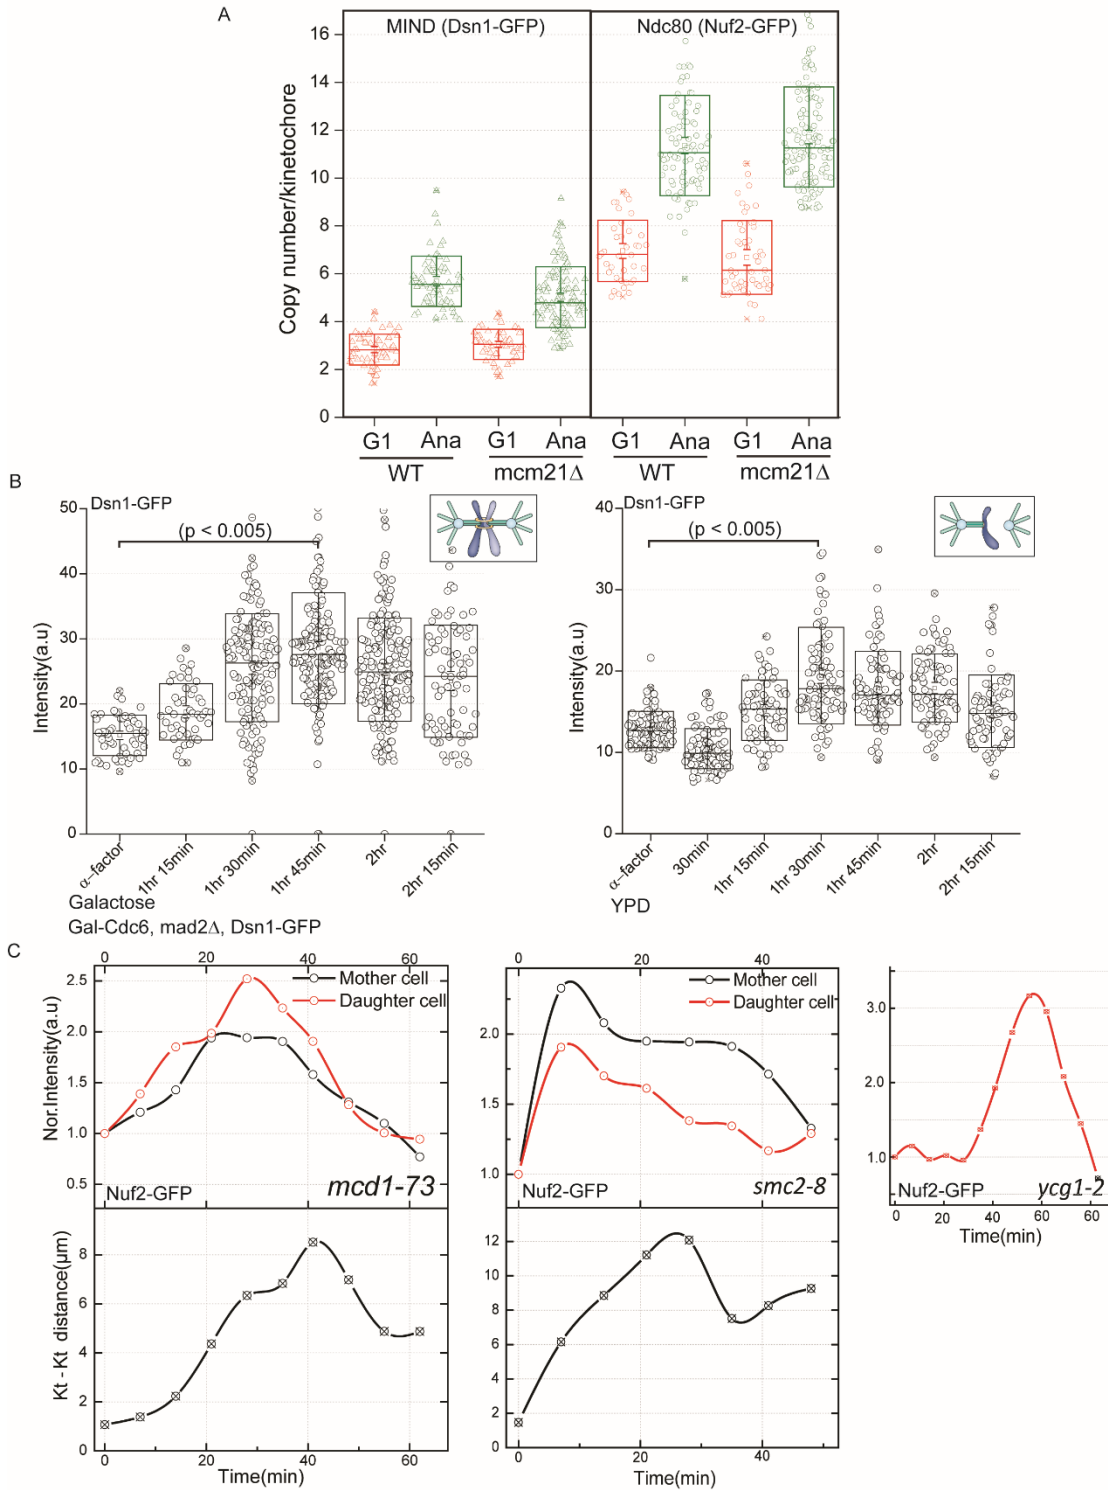 A
MIND (Dsn1-GFP)
Ndc80 (Nuf2-GFP)
Copy number/kinetochore
16
14
12
10
8
6
4
2
0
G1 Ana G1 Ana G1 Ana G1 Ana
WT mcm21Δ WT mcm21Δ
B
Dsn1-GFP
(p < 0.005)
Intensity(a.u)
50
40
30
20
10
0
α-factor
1hr 15min
1hr 30min
1hr 45min
2hr
2hr 15min
Galactose
Gal-Cdc6, mad2Δ, Dsn1-GFP
Dsn1-GFP
(p < 0.005)
Intensity(a.u)
40
30
20
10
0
α-factor
30min
1hr 15min
1hr 30min
1hr 45min
2hr
2hr 15min
YPD
C
0 20 40 60
Nor.Intensity(a.u)
2.5
2.0
1.5
1.0
0.5
Mother cell
Daughter cell
Nuf2-GFP
mcd1-73
Kt -Kt distance(μm)
8
6
4
2
0
0 20 40 60
Time(min)
0 20 40
2.0
1.5
1.0
Mother cell
Daughter cell
Nuf2-GFP
smc2-8
12
10
8
6
4
2
0
0 20 40
Time(min)
3.0
2.0
1.0
Nuf2-GFP
ycg1-2
0 20 40 60
Time(min)